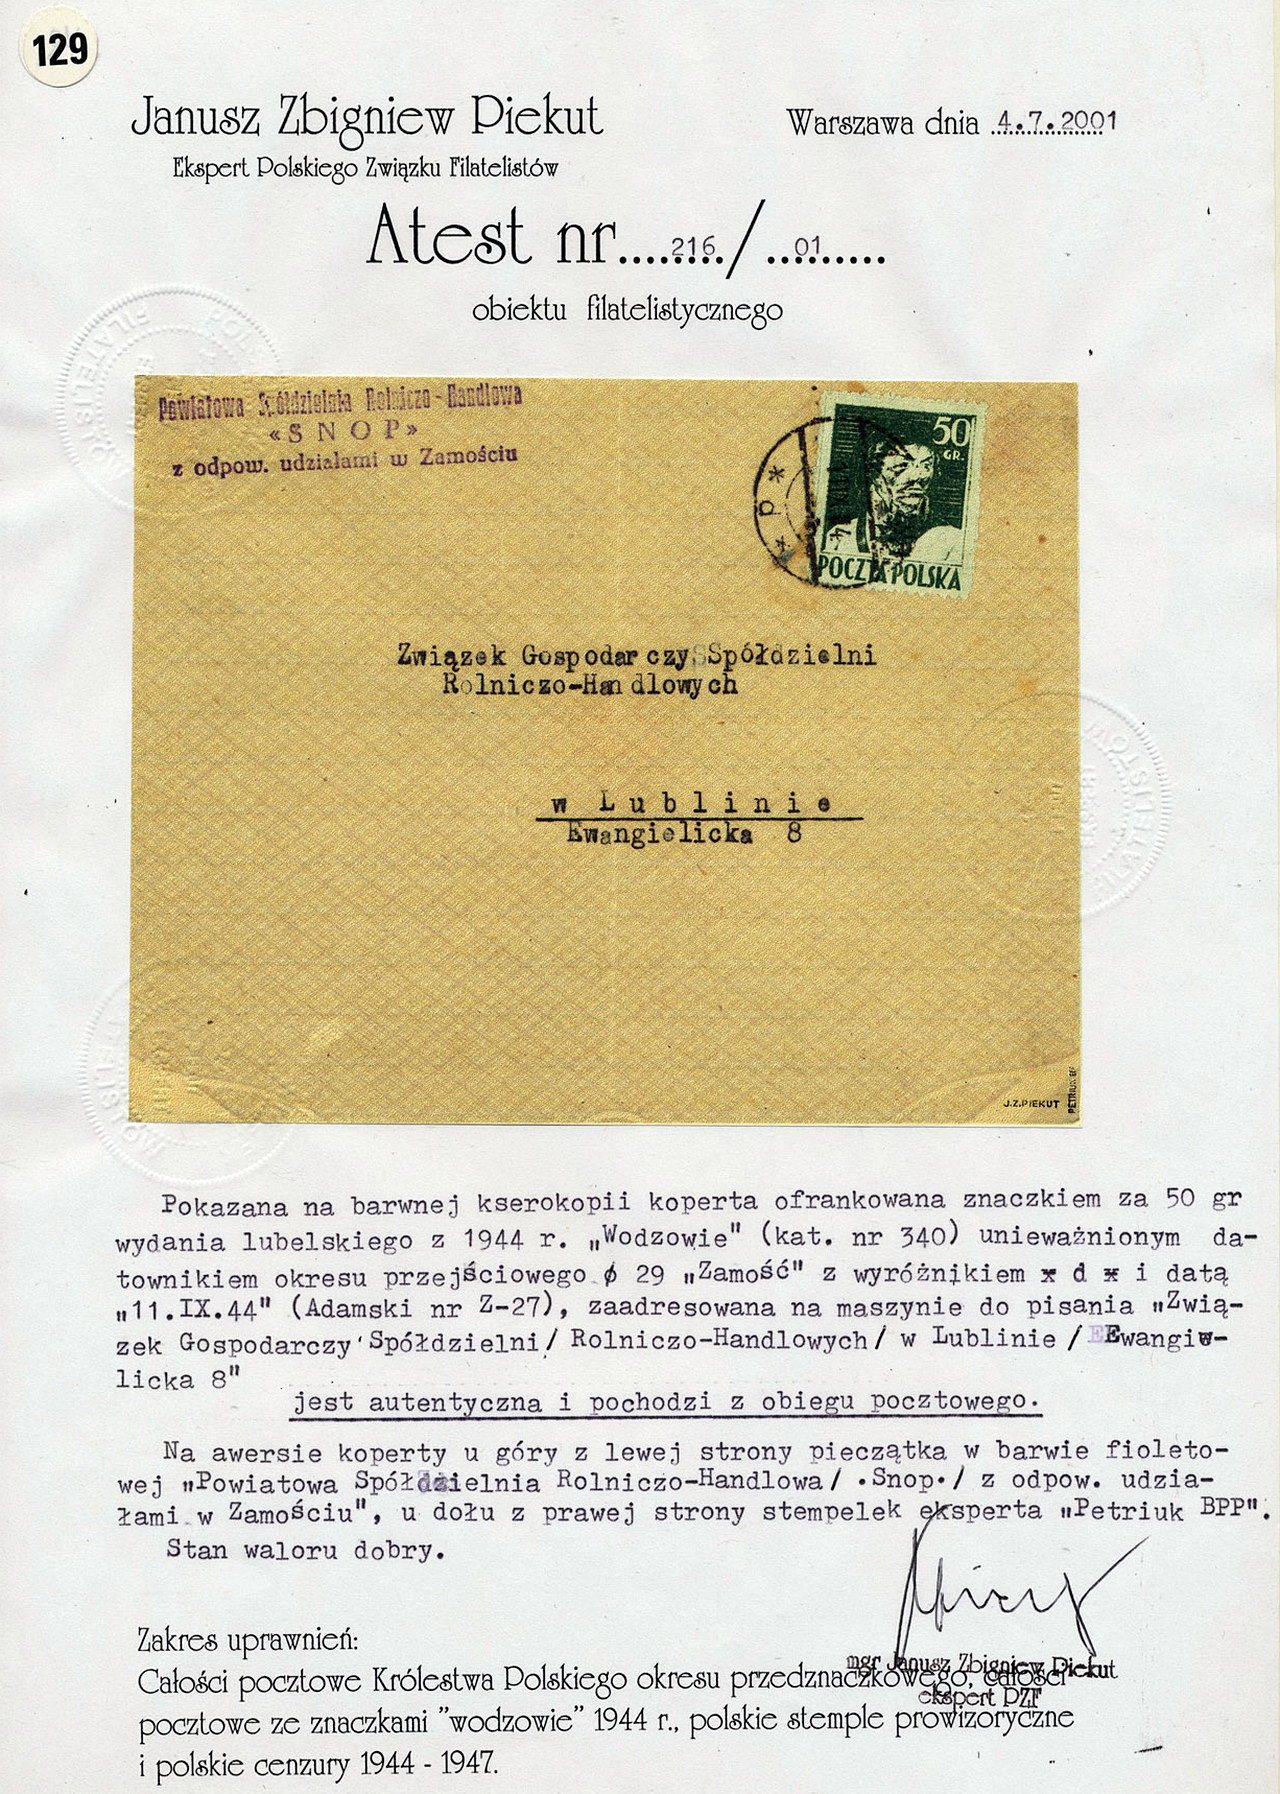 129
Janusz Zbigniew Piekut
Warszawa dnia 4.7.2001
Ekspert Polskiego Związku Filatelistów
Atest nr....216./..01......
obiektu filatelistycznego
Powiatowa Spółdzielnia Rolniczo-Handlowa
«SNOP»
z odpow. udziałami w Zamościu
50
GR.
POCZTA POLSKA
* d *
Związek Gospodarczy Spółdzielni
Rolniczo-Handlowych
w Lublinie
Ewangielicka 8
J.Z.PIEKUT
Pokazana na barwnej kserokopii koperta ofrankowana znaczkiem za 50 gr
wydania lubelskiego z 1944 r. „Wodzowie" (kat. nr 340) unieważnionym da-
townikiem okresu przejściowego ø 29 „Zamość" z wyróżnikiem x d x i datą
„11.IX.44" (Adamski nr Z-27), zaadresowana na maszynie do pisania „Zwią-
zek Gospodarczy Spółdzielni/ Rolniczo-Handlowych/ w Lublinie / Ewangie-
licka 8"
jest autentyczna i pochodzi z obiegu pocztowego.
Na awersie koperty u góry z lewej strony pieczątka w barwie fioleto-
wej „Powiatowa Spółdzielnia Rolniczo-Handlowa/ .Snop./ z odpow. udzia-
łami w Zamościu", u dołu z prawej strony stempelek eksperta „Petriuk BPP".
Stan waloru dobry.
Zakres uprawnień:
mgr Janusz Zbigniew Piekut
Całości pocztowe Królestwa Polskiego okresu przedznaczkowego, całości
ekspert PZF
pocztowe ze znaczkami "wodzowie" 1944 r., polskie stemple prowizoryczne
i polskie cenzury 1944 - 1947.